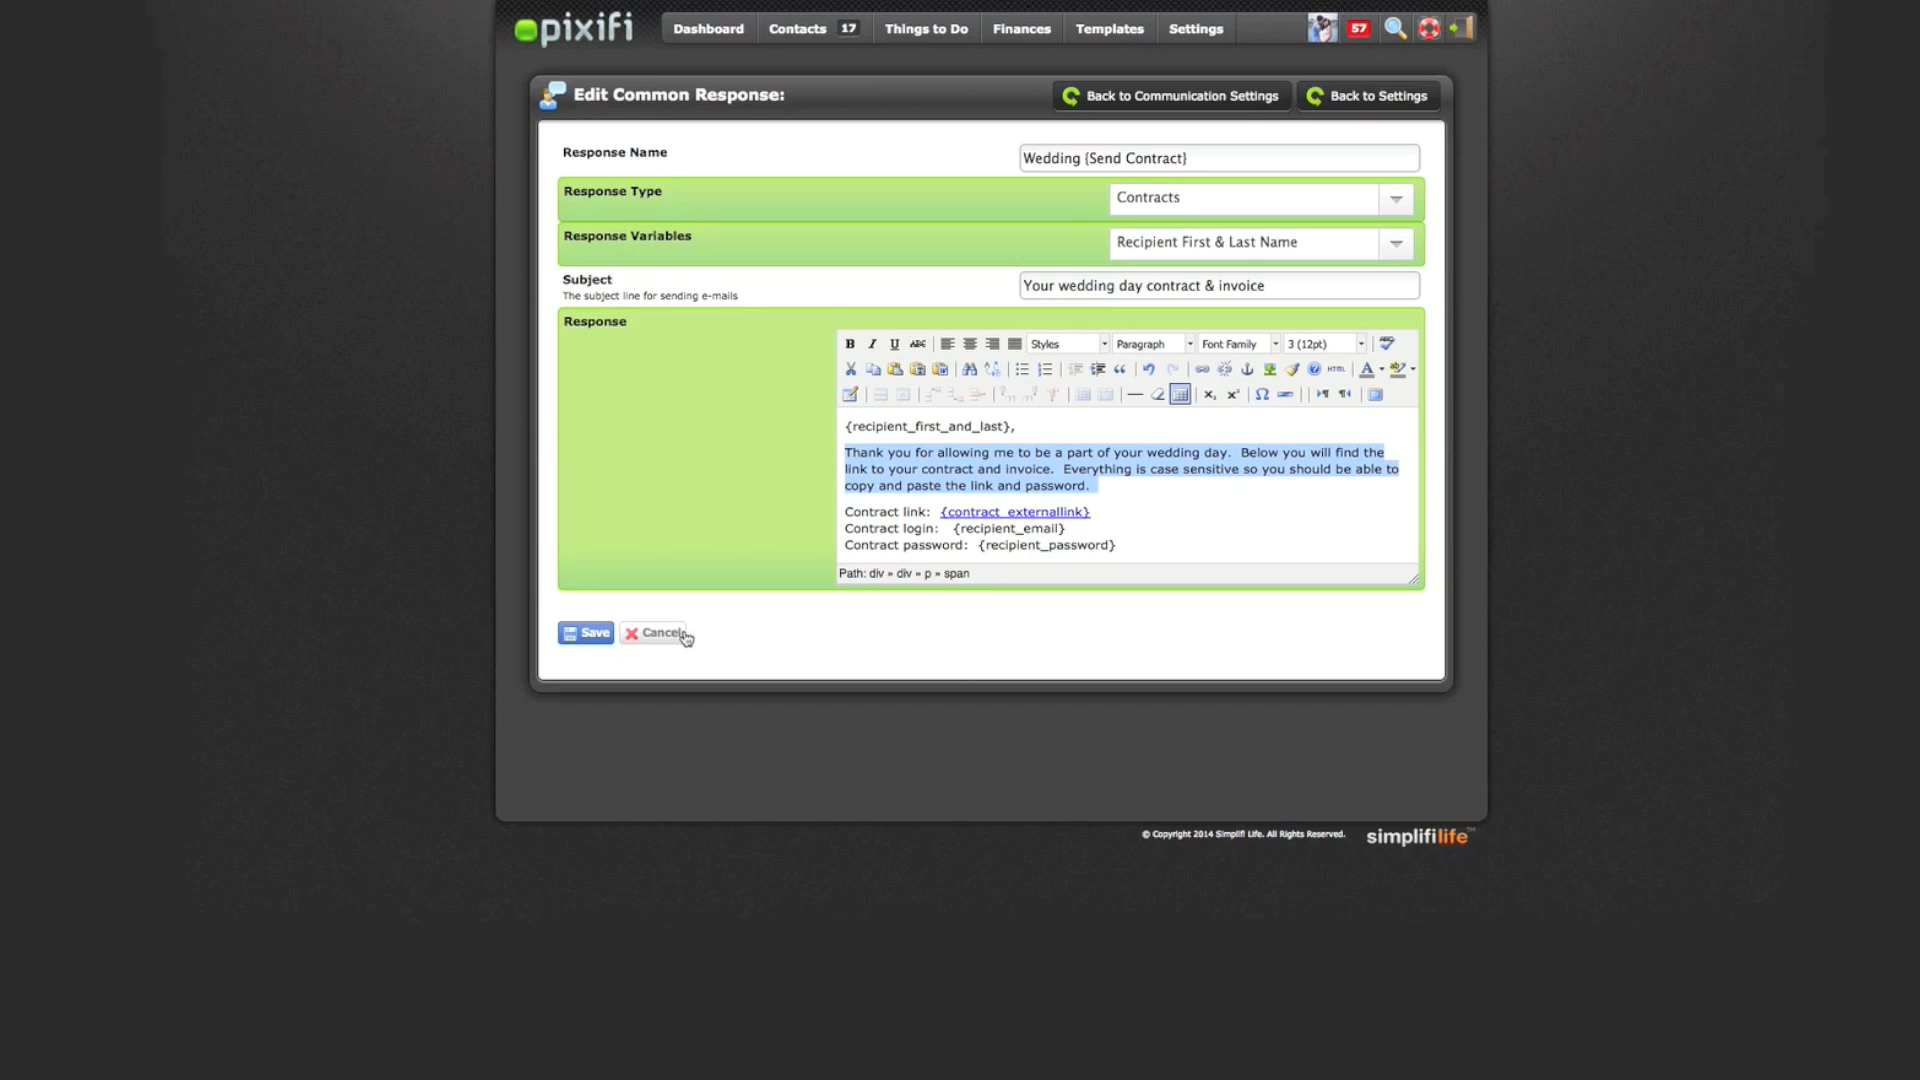 pixifi
Dashboard Contacts 17 Things to Do Finances Templates Settings 57
Edit Common Response: Back to Communication Settings Back to Settings
Response Name Wedding {Send Contract}
Response Type Contracts
Response Variables Recipient First & Last Name
Subject Your wedding day contract & invoice
The subject line for sending e-mails
Response
B I U ABC Styles Paragraph Font Family 3 (12pt)
HTML A ab
{recipient_first_and_last},
Thank you for allowing me to be a part of your wedding day. Below you will find the
link to your contract and invoice. Everything is case sensitive so you should be able to
copy and paste the link and password.
Contract link: {contract_externallink}
Contract login: {recipient_email}
Contract password: {recipient_password}
Path: div » div » p » span
Save Cancel
© Copyright 2014 Simplifi Life. All Rights Reserved. simplifilife™